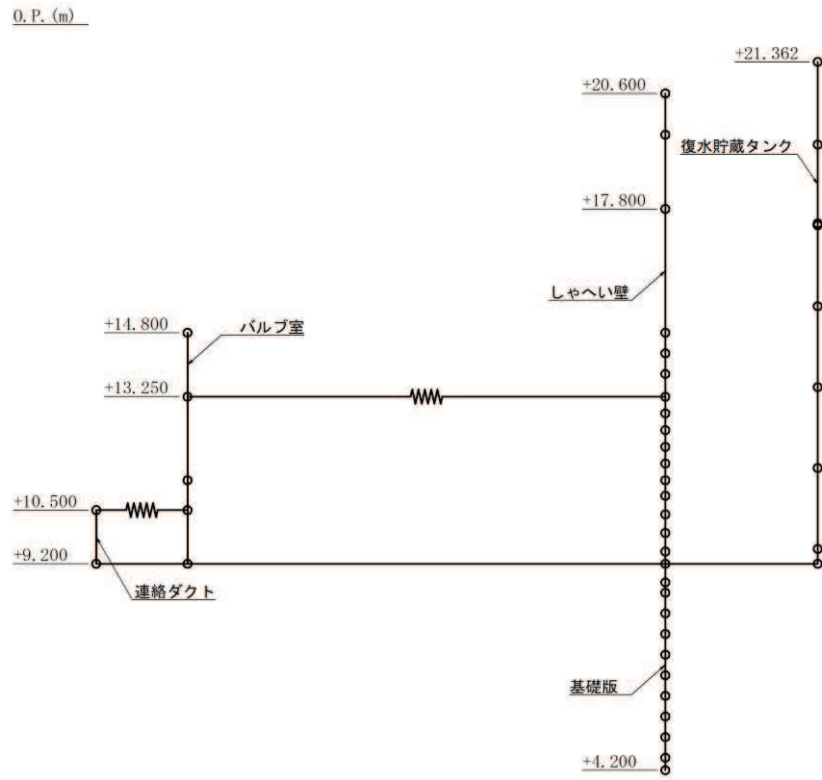 O.P.(m)
+21.362
+20.600
復水貯蔵タンク
+17.800
しゃへい壁
+14.800
バルブ室
+13.250
+10.500
+9.200
連絡ダクト
基礎版
+4.200